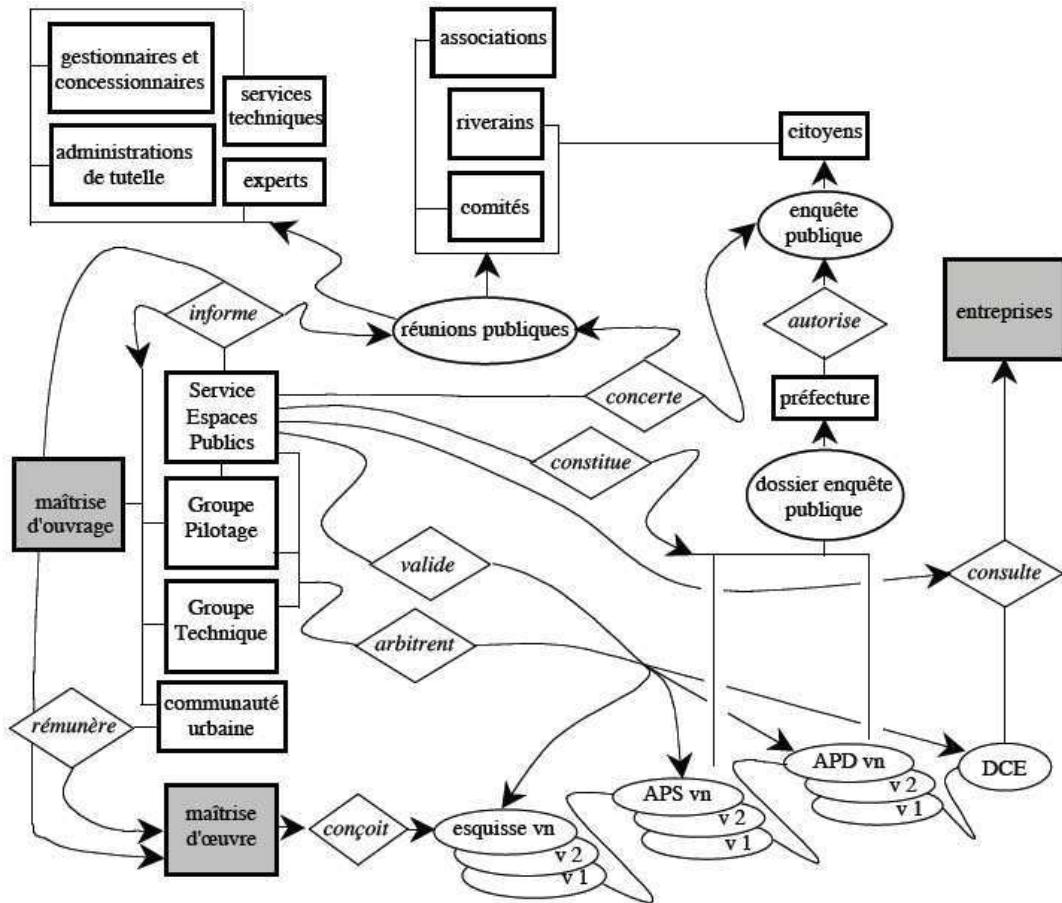 gestionnaires et
concessionnaires
services
techniques
administrations
de tutelle
experts
associations
riverains
comités
citoyens
enquête
publique
informe
réunions publiques
autorise
entreprises
Service
Espaces
Publics
concerte
préfecture
constitue
dossier enquête
publique
maîtrise
d'ouvrage
Groupe
Pilotage
valide
consulte
Groupe
Technique
arbitrent
communauté
urbaine
rémunère
maîtrise
d'œuvre
conçoit
esquisse vn
v 2
v 1
APS vn
v 2
v 1
APD vn
v 2
v 1
DCE